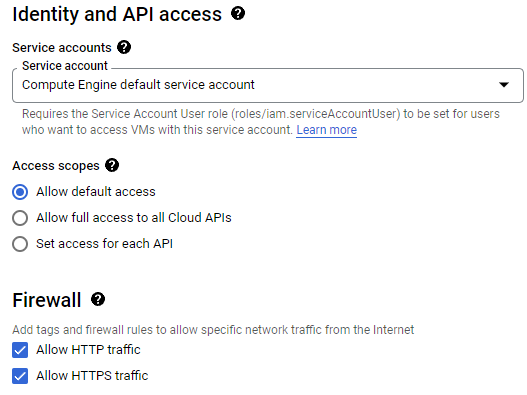 Identity and API access ?
Service accounts ?
Service account
Compute Engine default service account
Requires the Service Account User role (roles/iam.serviceAccountUser) to be set for users
who want to access VMs with this service account. Learn more
Access scopes ?
Allow default access
Allow full access to all Cloud APIs
Set access for each API
Firewall ?
Add tags and firewall rules to allow specific network traffic from the Internet
Allow HTTP traffic
Allow HTTPS traffic